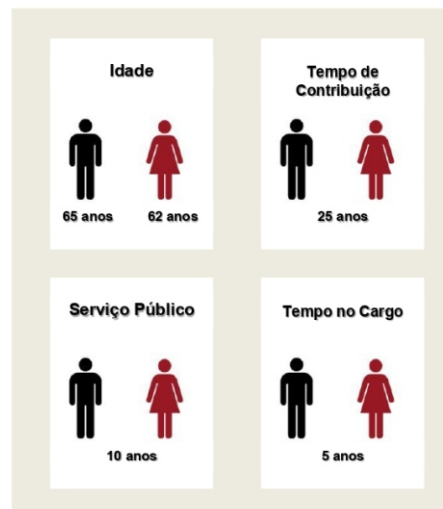 Idade
65 anos 62 anos
Tempo de
Contribuição
25 anos
Serviço Público
10 anos
Tempo no Cargo
5 anos